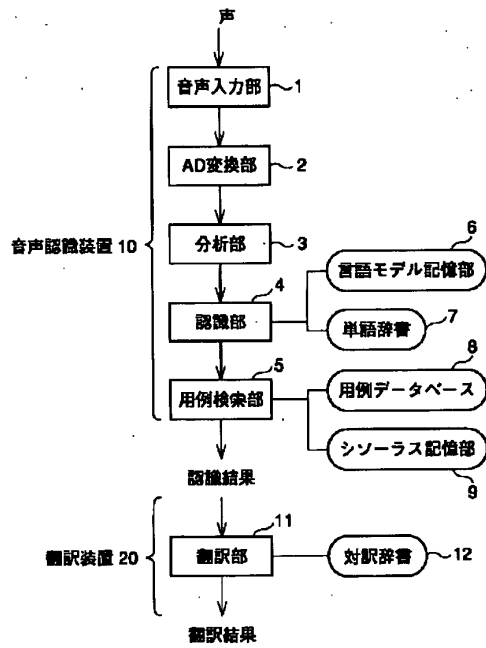 声
音声入力部 1
AD変換部 2
分析部 3
音声認識装置 10
6
言語モデル記憶部
4
認識部
7
単語辞書
8
5
用例検索部
用例データベース
シソーラス記憶部
9
認識結果
11
翻訳装置 20
翻訳部
対訳辞書 12
翻訳結果